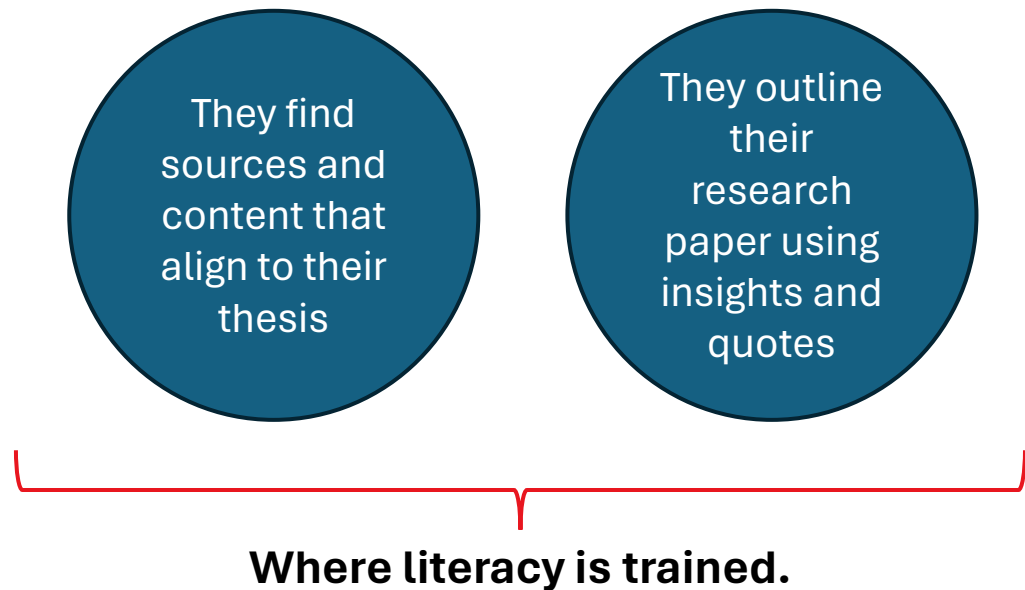 They find
sources and
content that
align to their
thesis
They outline
their
research
paper using
insights and
quotes
Where literacy is trained.